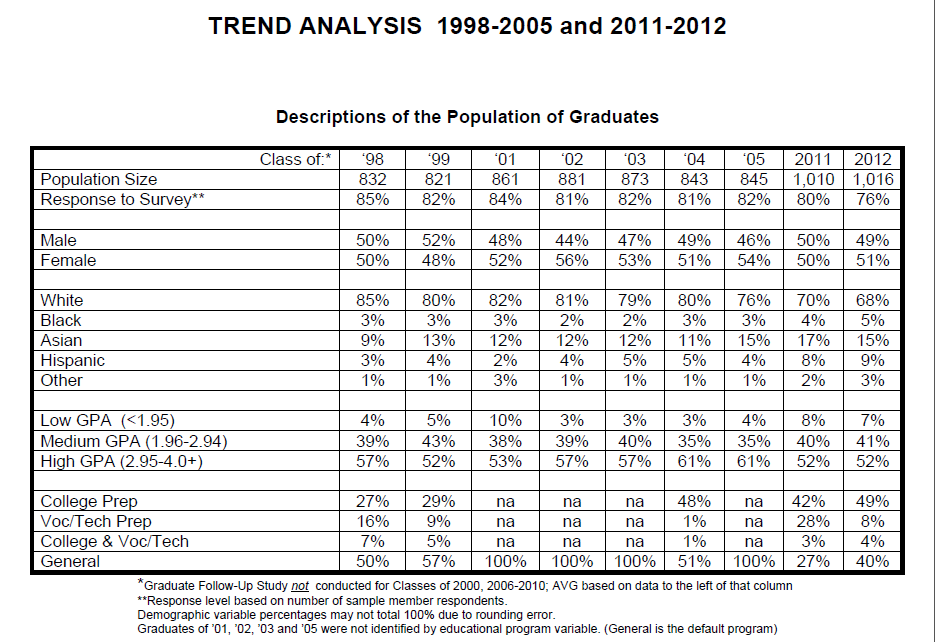 TREND ANALYSIS 1998-2005 and 2011-2012
Descriptions of the Population of Graduates
Class of:* ‘98 ‘99 ‘01 ‘02 ‘03 ‘04 ‘05 2011 2012
Population Size 832 821 861 881 873 843 845 1,010 1,016
Response to Survey** 85% 82% 84% 81% 82% 81% 82% 80% 76%
Male 50% 52% 48% 44% 47% 49% 46% 50% 49%
Female 50% 48% 52% 56% 53% 51% 54% 50% 51%
White 85% 80% 82% 81% 79% 80% 76% 70% 68%
Black 3% 3% 3% 2% 2% 3% 3% 4% 5%
Asian 9% 13% 12% 12% 12% 11% 15% 17% 15%
Hispanic 3% 4% 2% 4% 5% 5% 4% 8% 9%
Other 1% 1% 3% 1% 1% 1% 1% 2% 3%
Low GPA (<1.95) 4% 5% 10% 3% 3% 3% 4% 8% 7%
Medium GPA (1.96-2.94) 39% 43% 38% 39% 40% 35% 35% 40% 41%
High GPA (2.95-4.0+) 57% 52% 53% 57% 57% 61% 61% 52% 52%
College Prep 27% 29% na na na 48% na 42% 49%
Voc/Tech Prep 16% 9% na na na 1% na 28% 8%
College & Voc/Tech 7% 5% na na na 1% na 3% 4%
General 50% 57% 100% 100% 100% 51% 100% 27% 40%
*Graduate Follow-Up Study not conducted for Classes of 2000, 2006-2010; AVG based on data to the left of that column
**Response level based on number of sample member respondents.
Demographic variable percentages may not total 100% due to rounding error.
Graduates of ’01, ’02, ’03 and ’05 were not identified by educational program variable. (General is the default program)